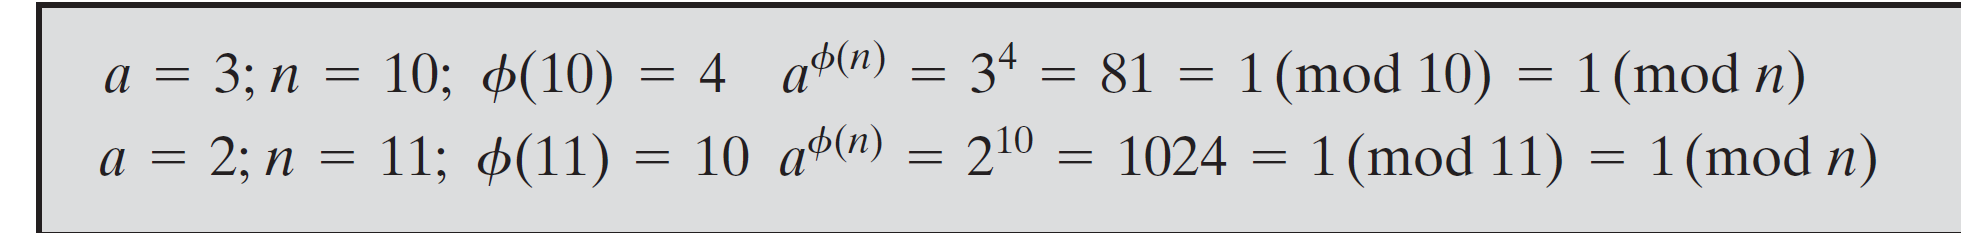 a = 3; n = 10; ϕ(10) = 4 a^ϕ(n) = 3^4 = 81 = 1 (mod 10) = 1 (mod n)
a = 2; n = 11; ϕ(11) = 10 a^ϕ(n) = 2^10 = 1024 = 1 (mod 11) = 1 (mod n)